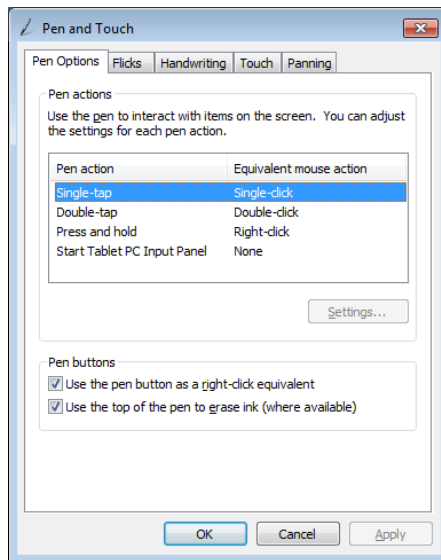 Pen and Touch
Pen Options Flicks Handwriting Touch Panning
Pen actions
Use the pen to interact with items on the screen. You can adjust
the settings for each pen action.
Pen action Equivalent mouse action
Single-tap Single-click
Double-tap Double-click
Press and hold Right-click
Start Tablet PC Input Panel None
Settings...
Pen buttons
Use the pen button as a right-click equivalent
Use the top of the pen to erase ink (where available)
OK Cancel Apply